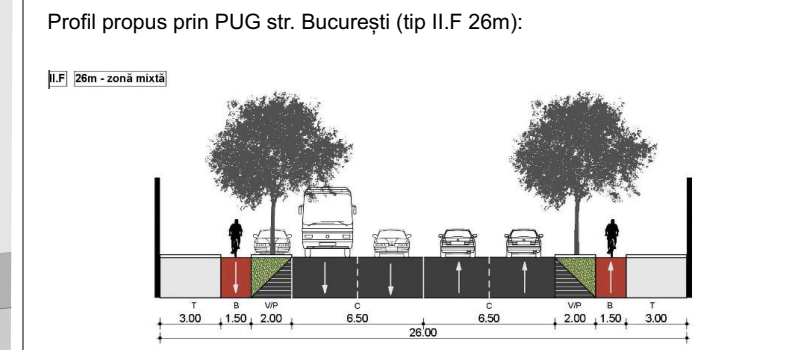 Profil propus prin PUG str. București (tip II.F 26m):
II.F 26m - zonă mixtă
T B V/P C C V/P B T
3.00 1.50 2.00 6.50 6.50 2.00 1.50 3.00
26.00